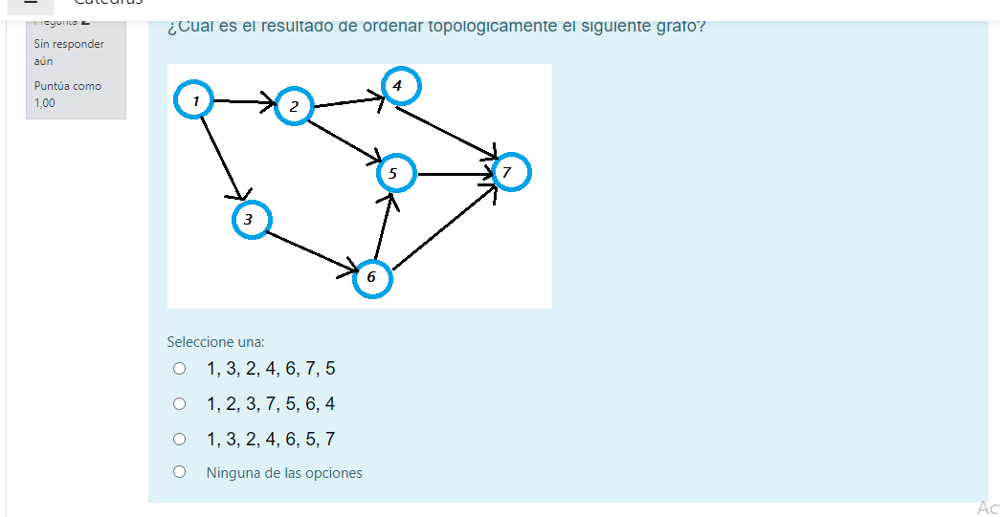 Cátedras
Pregunta 2
Sin responder
aún
Puntúa como
1,00
¿Cuál es el resultado de ordenar topológicamente el siguiente grafo?
1
2
4
5
7
3
6
Seleccione una:
1, 3, 2, 4, 6, 7, 5
1, 2, 3, 7, 5, 6, 4
1, 3, 2, 4, 6, 5, 7
Ninguna de las opciones